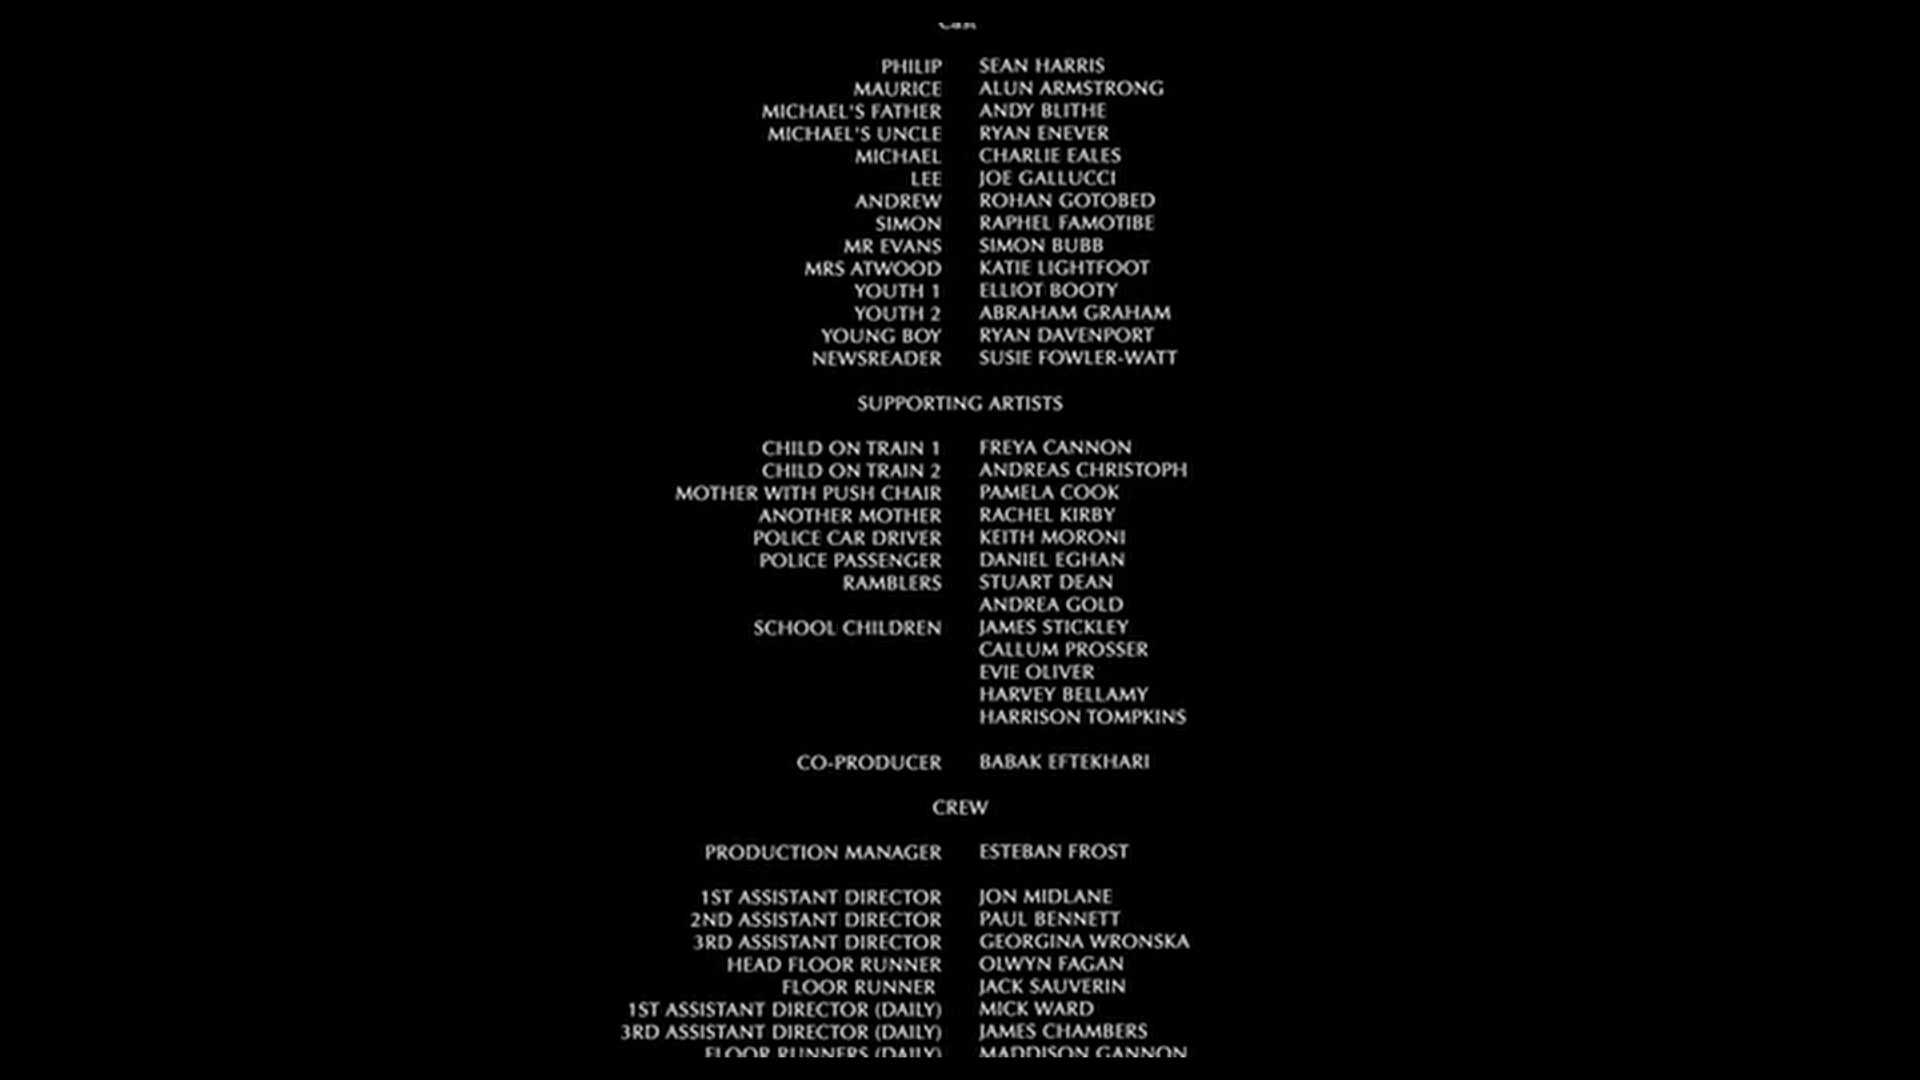 Cast
PHILIP SEAN HARRIS
MAURICE ALUN ARMSTRONG
MICHAEL'S FATHER ANDY BLITHE
MICHAEL'S UNCLE RYAN ENEVER
MICHAEL CHARLIE EALES
LEE JOE GALLUCCI
ANDREW ROHAN GOTOBED
SIMON RAPHEL FAMOTIBE
MR EVANS SIMON BUBB
MRS ATWOOD KATIE LIGHTFOOT
YOUTH 1 ELLIOT BOOTY
YOUTH 2 ABRAHAM GRAHAM
YOUNG BOY RYAN DAVENPORT
NEWSREADER SUSIE FOWLER-WATT
SUPPORTING ARTISTS
CHILD ON TRAIN 1 FREYA CANNON
CHILD ON TRAIN 2 ANDREAS CHRISTOPH
MOTHER WITH PUSH CHAIR PAMELA COOK
ANOTHER MOTHER RACHEL KIRBY
POLICE CAR DRIVER KEITH MORONI
POLICE PASSENGER DANIEL EGHAN
RAMBLERS STUART DEAN
ANDREA GOLD
SCHOOL CHILDREN JAMES STICKLEY
CALLUM PROSSER
EVIE OLIVER
HARVEY BELLAMY
HARRISON TOMPKINS
CO-PRODUCER BABAK EFTEKHARI
CREW
PRODUCTION MANAGER ESTEBAN FROST
1ST ASSISTANT DIRECTOR JON MIDLANE
2ND ASSISTANT DIRECTOR PAUL BENNETT
3RD ASSISTANT DIRECTOR GEORGINA WRONSKA
HEAD FLOOR RUNNER OLWYN FAGAN
FLOOR RUNNER JACK SAUVERIN
1ST ASSISTANT DIRECTOR (DAILY) MICK WARD
3RD ASSISTANT DIRECTOR (DAILY) JAMES CHAMBERS
FLOOR RUNNERS (DAILY) MADDISON GANNON